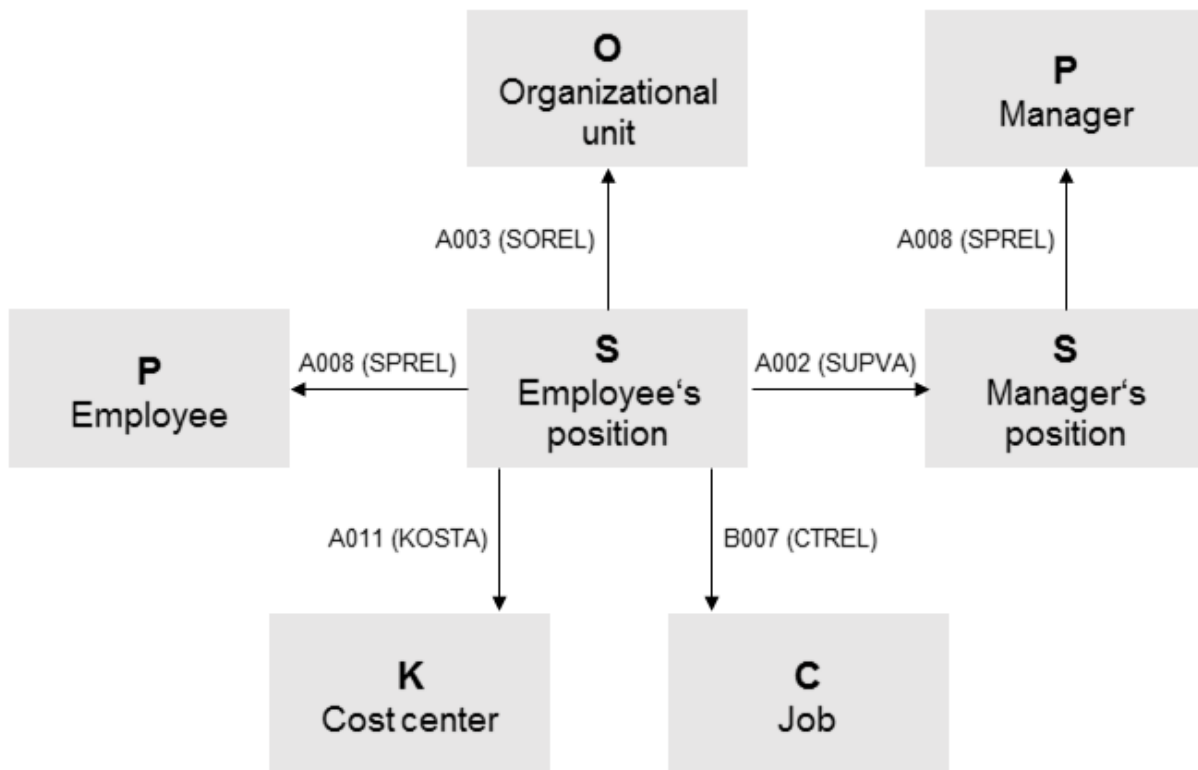 O
Organizational
unit
P
Manager
A003 (SOREL)
A008 (SPREL)
P
Employee
A008 (SPREL)
S
Employee‘s
position
A002 (SUPVA)
S
Manager‘s
position
A011 (KOSTA)
B007 (CTREL)
K
Cost center
C
Job